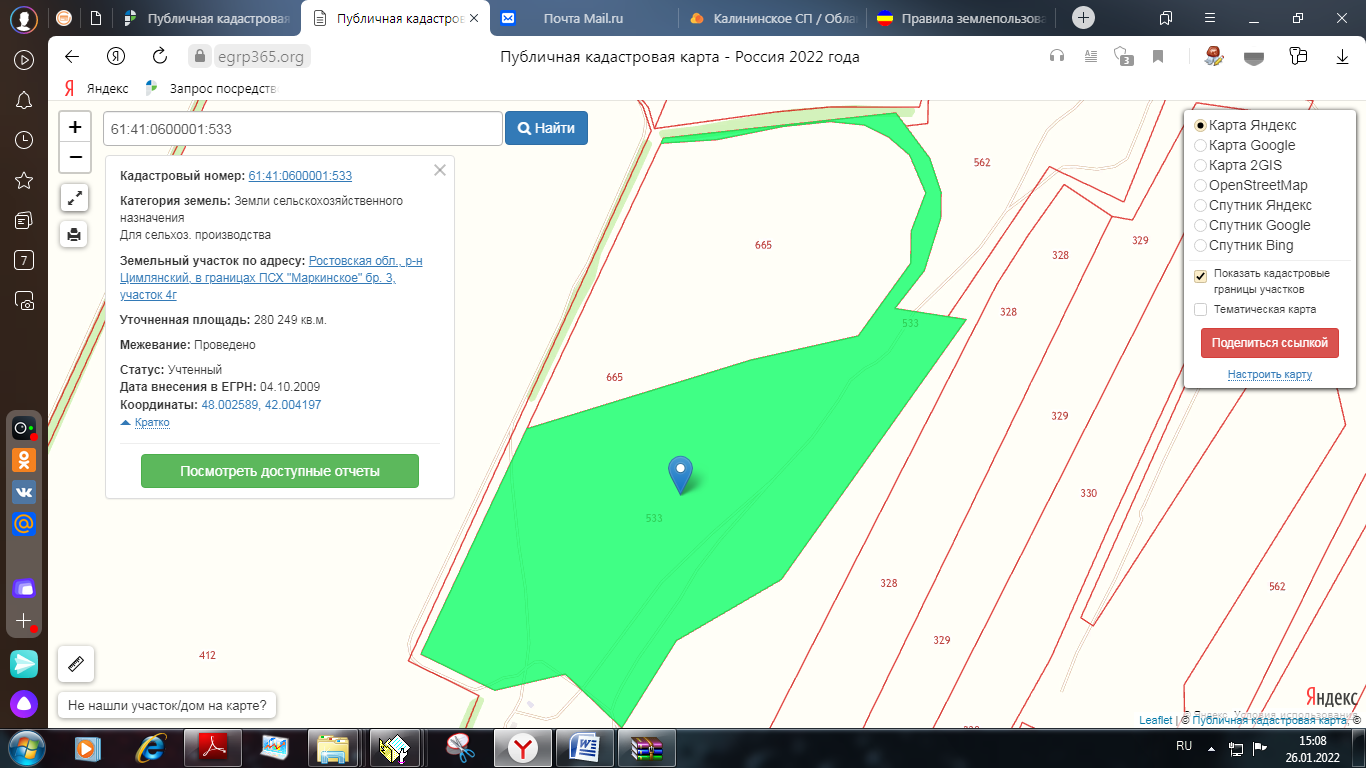 Публичная кадастровая
Публичная кадастров
Почта Mail.ru
Калининское СП / Обла
Правила землепользова
egrp365.org
Публичная кадастровая карта - Россия 2022 года
3
Яндекс
Запрос посредств
+
−
61:41:0600001:533
Найти
Кадастровый номер: 61:41:0600001:533
Категория земель: Земли сельскохозяйственного
назначения
Для сельхоз. производства
Земельный участок по адресу: Ростовская обл., р-н
Цимлянский, в границах ПСХ "Маркинское" бр. 3,
участок 4г
Уточненная площадь: 280 249 кв.м.
Межевание: Проведено
Статус: Учтенный
Дата внесения в ЕГРН: 04.10.2009
Координаты: 48.002589, 42.004197
Кратко
Посмотреть доступные отчеты
7
Карта Яндекс
Карта Google
Карта 2GIS
OpenStreetMap
Спутник Яндекс
Спутник Google
Спутник Bing
Показать кадастровые
границы участков
Тематическая карта
Поделиться ссылкой
Настроить карту
562
665
329
328
328
533
665
329
330
533
328
562
329
412
Не нашли участок/дом на карте?
Яндекс
© Яндекс Условия использования
Leaflet | © Публичная кадастровая карта, ©
RU
15:08
26.01.2022